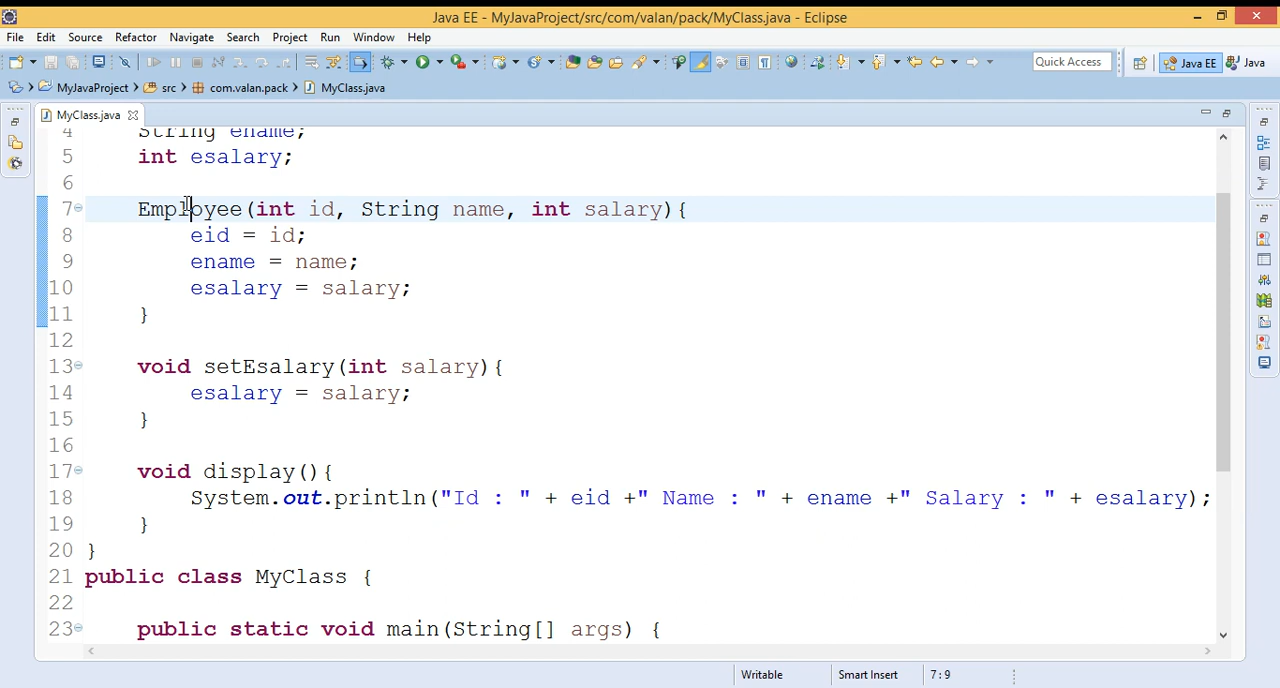 Java EE - MyJavaProject/src/com/valan/pack/MyClass.java - Eclipse
File Edit Source Refactor Navigate Search Project Run Window Help
Quick Access Java EE Java
MyJavaProject src com.valan.pack MyClass.java
MyClass.java
4 String ename;
5 int esalary;
6
7 Employee(int id, String name, int salary){
8 eid = id;
9 ename = name;
10 esalary = salary;
11 }
12
13 void setEsalary(int salary){
14 esalary = salary;
15 }
16
17 void display(){
18 System.out.println("Id : " + eid +" Name : " + ename +" Salary : " + esalary);
19 }
20 }
21 public class MyClass {
22
23 public static void main(String[] args) {
Writable Smart Insert 7:9